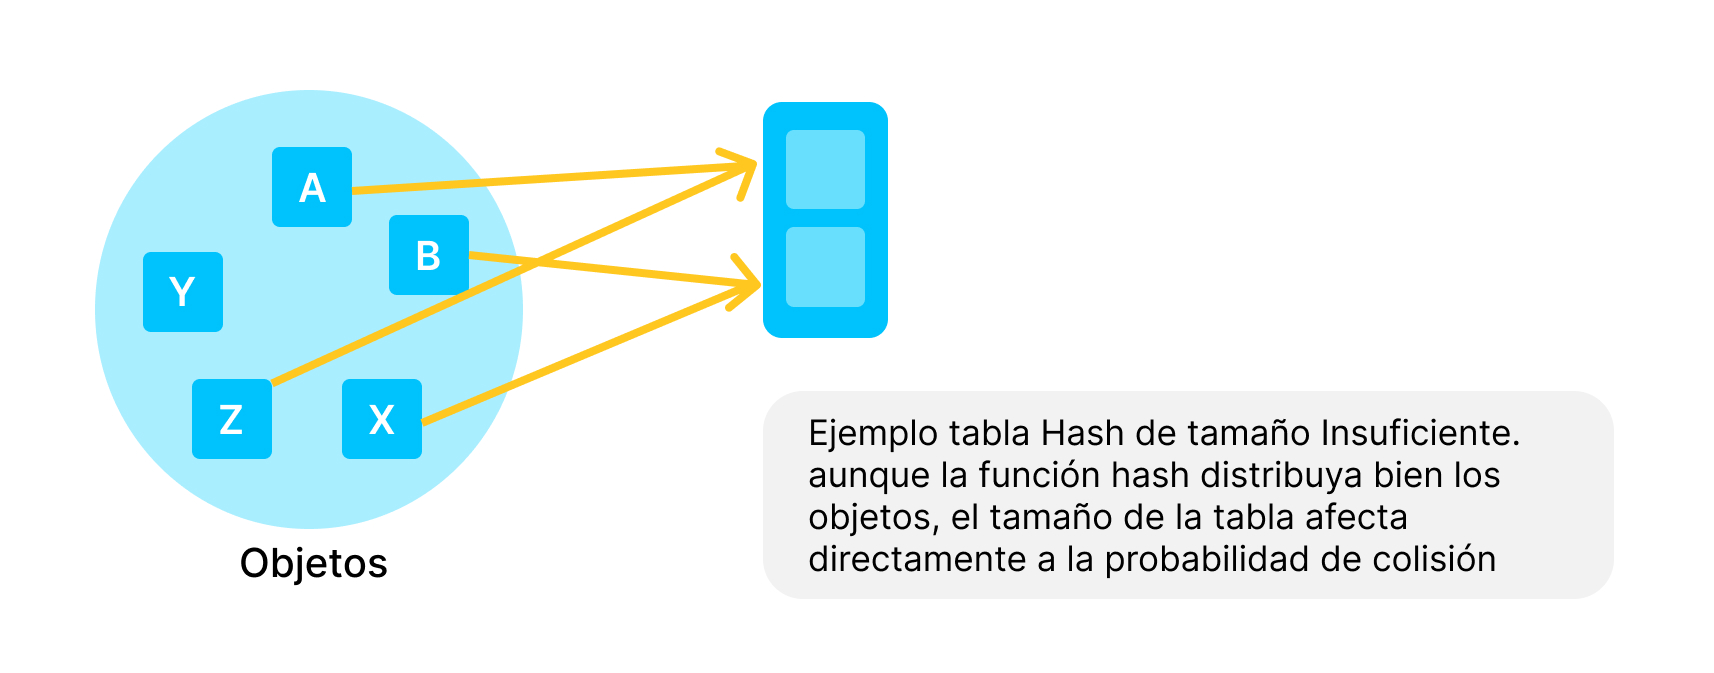 A
B
Y
Z
X
Objetos
Ejemplo tabla Hash de tamaño Insuficiente.
aunque la función hash distribuya bien los
objetos, el tamaño de la tabla afecta
directamente a la probabilidad de colisión